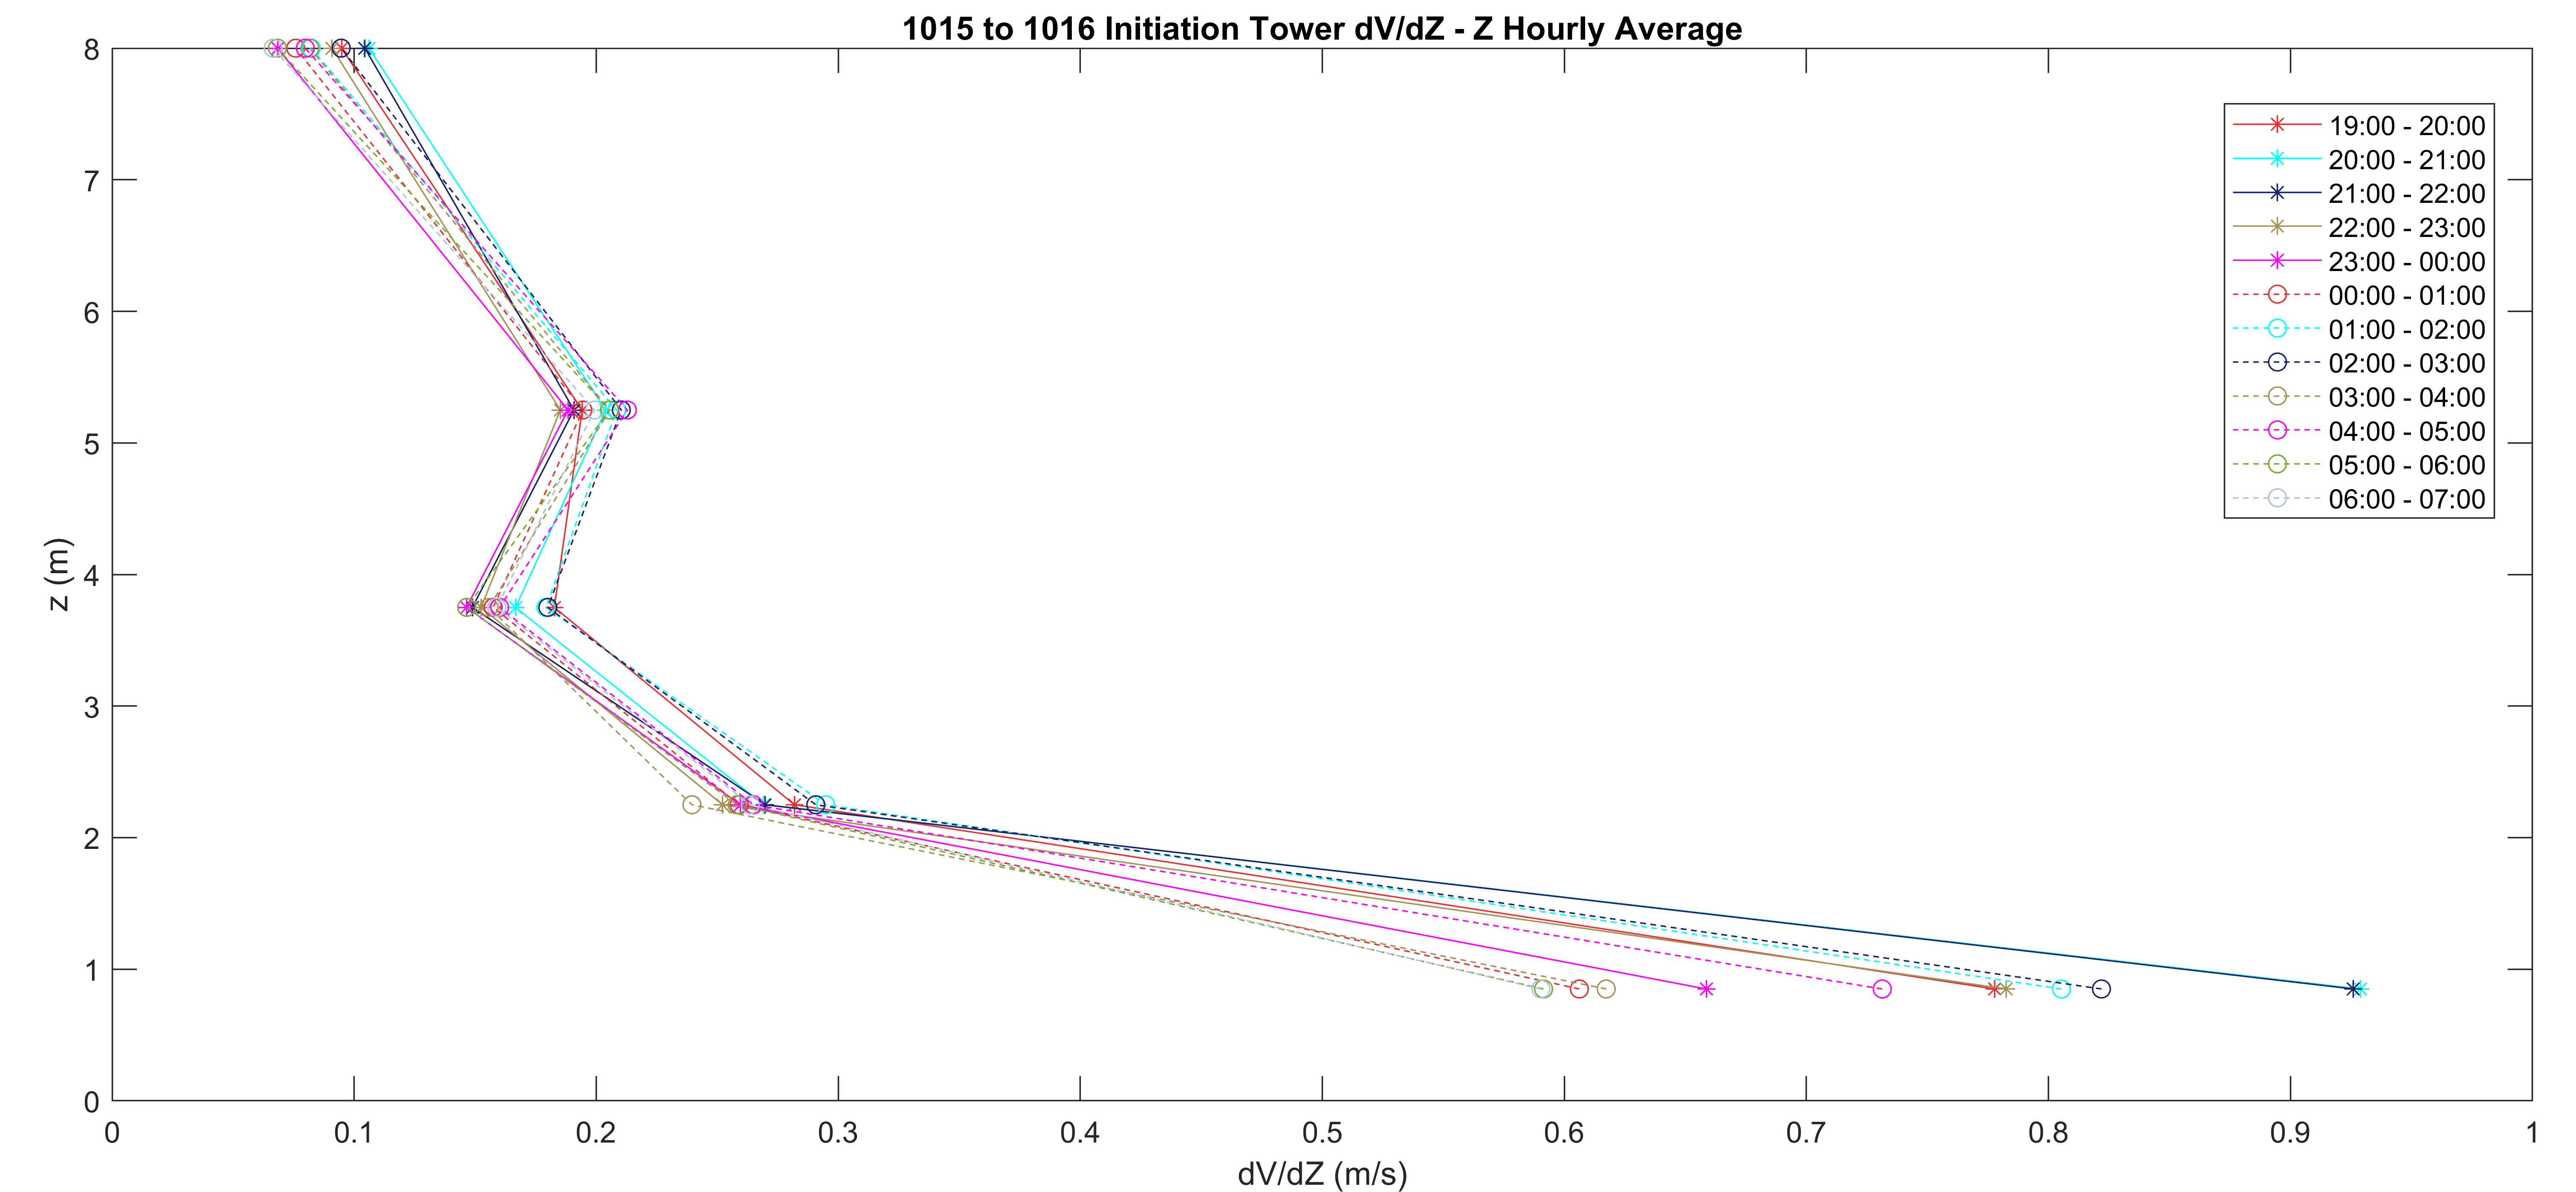 1015 to 1016 Initiation Tower dV/dZ - Z Hourly Average
8
7
6
5
4
3
2
1
0
z (m)
19:00 - 20:00
20:00 - 21:00
21:00 - 22:00
22:00 - 23:00
23:00 - 00:00
00:00 - 01:00
01:00 - 02:00
02:00 - 03:00
03:00 - 04:00
04:00 - 05:00
05:00 - 06:00
06:00 - 07:00
0 0.1 0.2 0.3 0.4 0.5 0.6 0.7 0.8 0.9 1
dV/dZ (m/s)